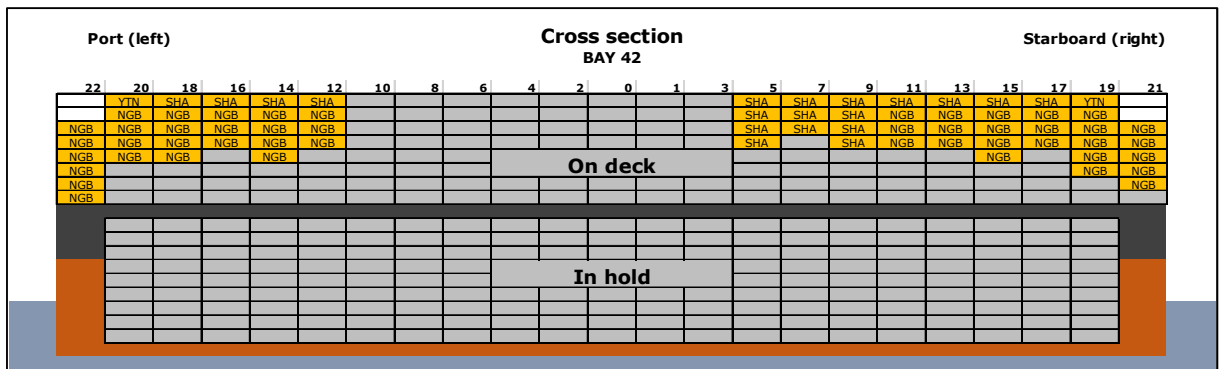 Port (left) Cross section Starboard (right)
BAY 42
22 20 18 16 14 12 10 8 6 4 2 0 1 3 5 7 9 11 13 15 17 19 21
YTN SHA SHA SHA SHA SHA SHA SHA SHA SHA SHA SHA YTN
NGB NGB NGB NGB NGB SHA SHA SHA NGB NGB NGB NGB NGB
NGB NGB NGB NGB NGB NGB SHA SHA SHA NGB NGB NGB NGB NGB NGB
NGB NGB NGB NGB NGB NGB SHA SHA NGB NGB NGB NGB NGB NGB
NGB NGB NGB NGB NGB NGB NGB
On deck
NGB NGB NGB
NGB NGB
NGB
In hold